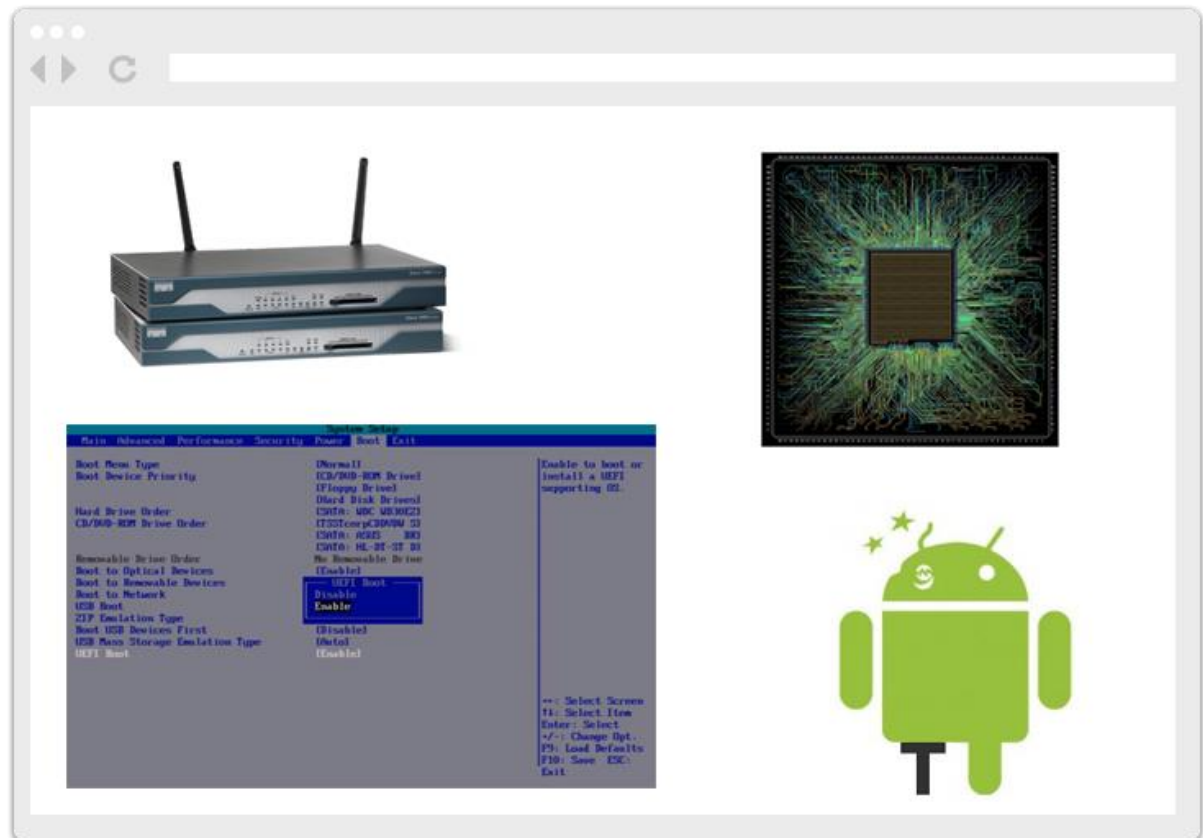 System Setup
Main Advanced Performance Security Power Boot Exit
Boot Menu Type [Normal]
Boot Device Priority [CD/DVD-ROM Drive]
[Floppy Drive]
[Hard Disk Drives]
Hard Drive Order
CD/DVD-ROM Drive Order
Removable Drive Order No Removable Drive
Boot to Optical Devices [Enable]
Boot to Removable Devices
Boot to Network
USB Boot
ZIP Emulation Type
Boot USB Devices First [Disable]
USB Mass Storage Emulation Type [Auto]
UEFI Boot [Enable]
UEFI Boot
Disable
Enable
Enable to boot or
install a UEFI
supporting OS.
↔: Select Screen
↑↓: Select Item
Enter: Select
+/-: Change Opt.
F9: Load Defaults
F10: Save ESC:
Exit